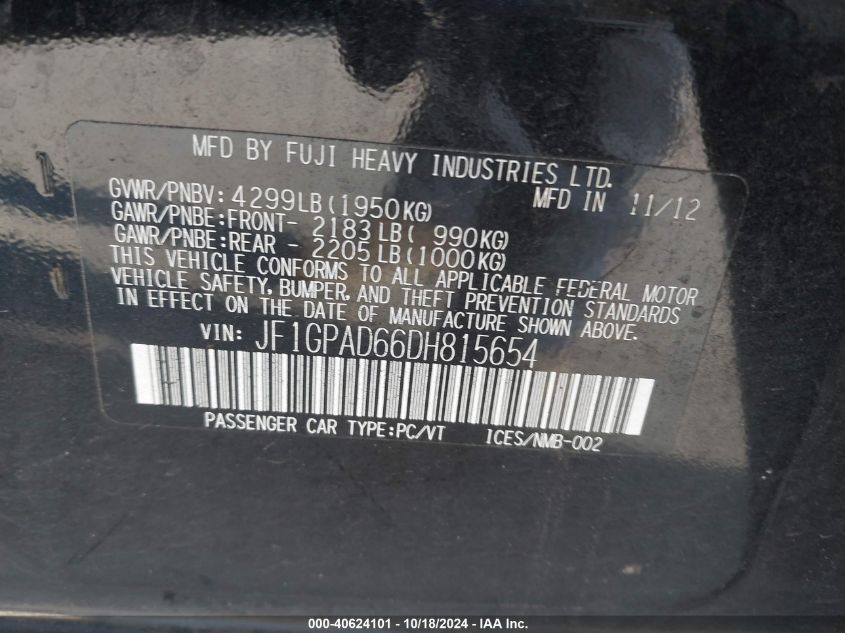 MFD BY FUJI HEAVY INDUSTRIES LTD.
GVWR/PNBV: 4299LB(1950KG) MFD IN 11/12
GAWR/PNBE:FRONT- 2183LB( 990KG)
GAWR/PNBE:REAR - 2205LB(1000KG)
THIS VEHICLE CONFORMS TO ALL APPLICABLE FEDERAL MOTOR
VEHICLE SAFETY, BUMPER, AND THEFT PREVENTION STANDARDS
IN EFFECT ON THE DATE OF MANUFACTURE SHOWN ABOVE.
VIN: JF1GPAD66DH815654
PASSENGER CAR TYPE:PC/VT ICES/NMB-002
000-40624101 - 10/18/2024 - IAA Inc.